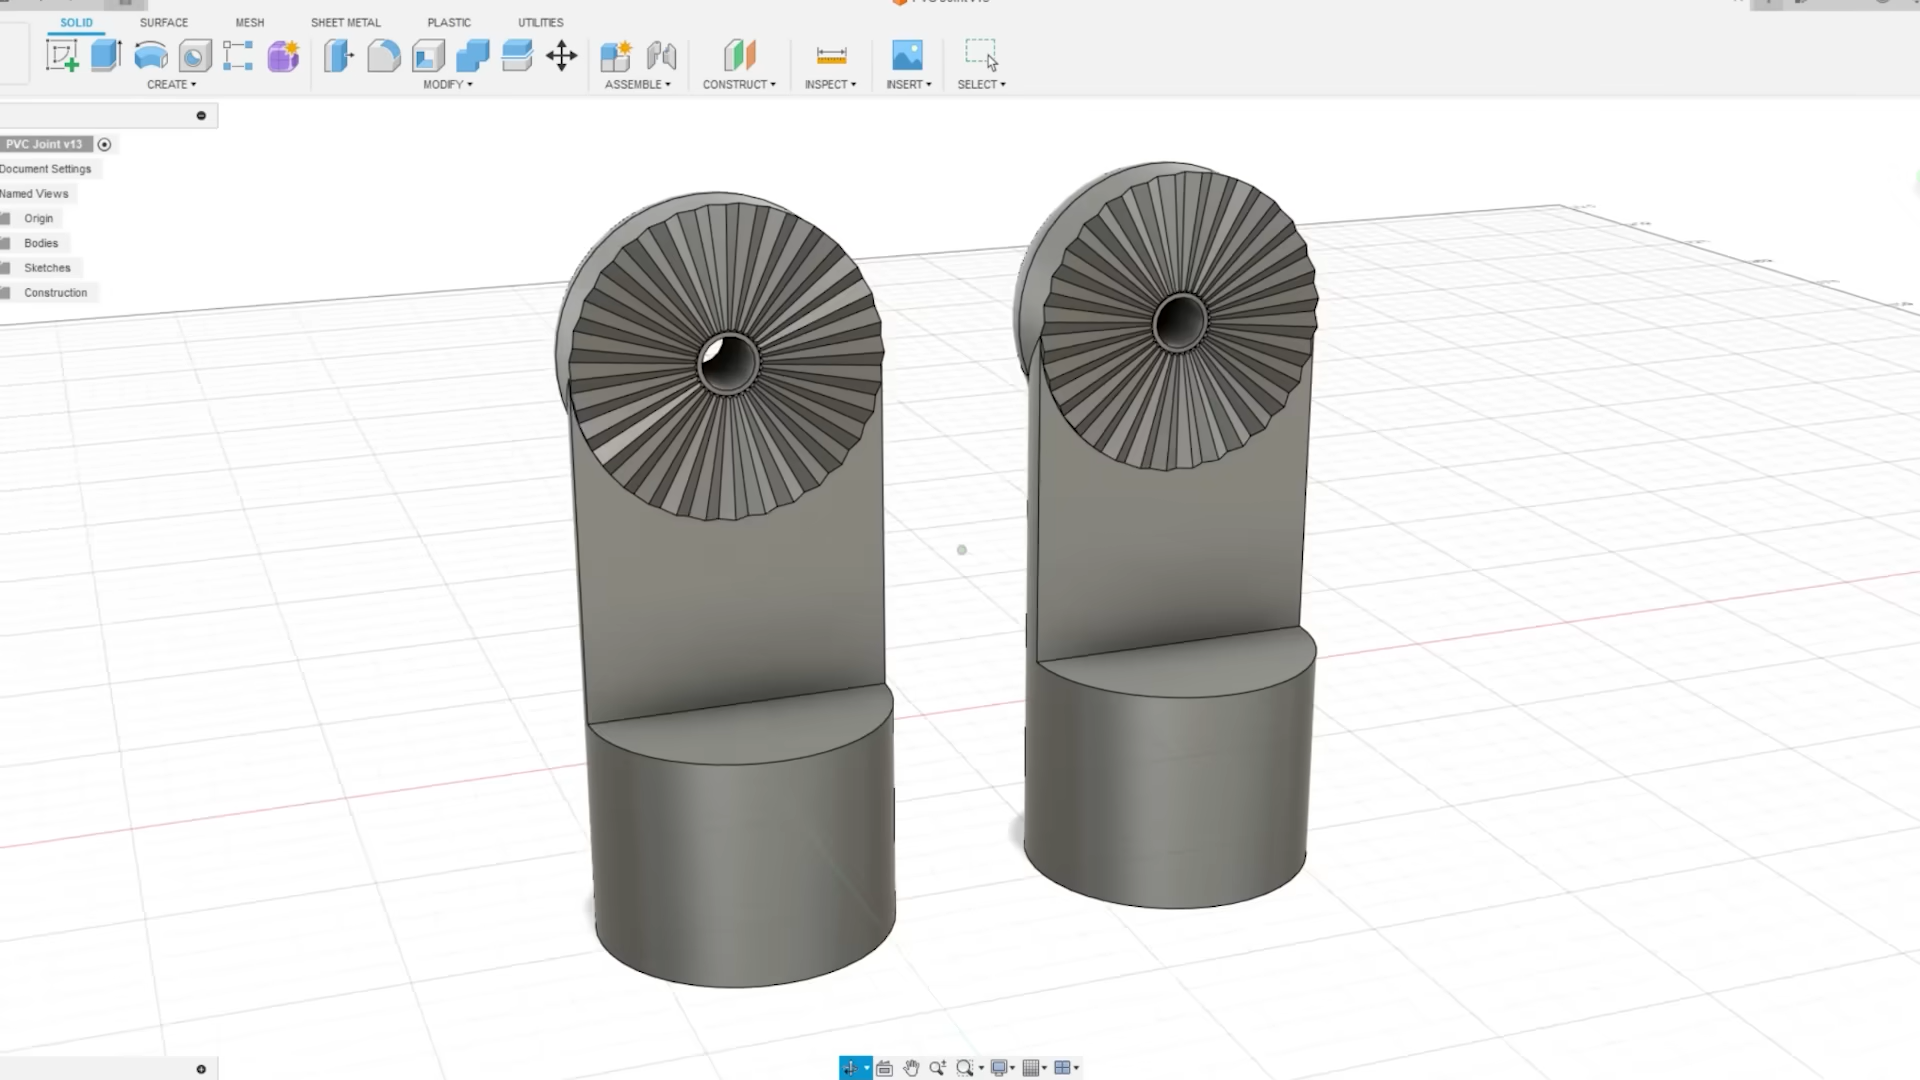 SOLID SURFACE MESH SHEET METAL PLASTIC UTILITIES
CREATE MODIFY ASSEMBLE CONSTRUCT INSPECT INSERT SELECT
PVC Joint v13
Document Settings
Named Views
Origin
Bodies
Sketches
Construction